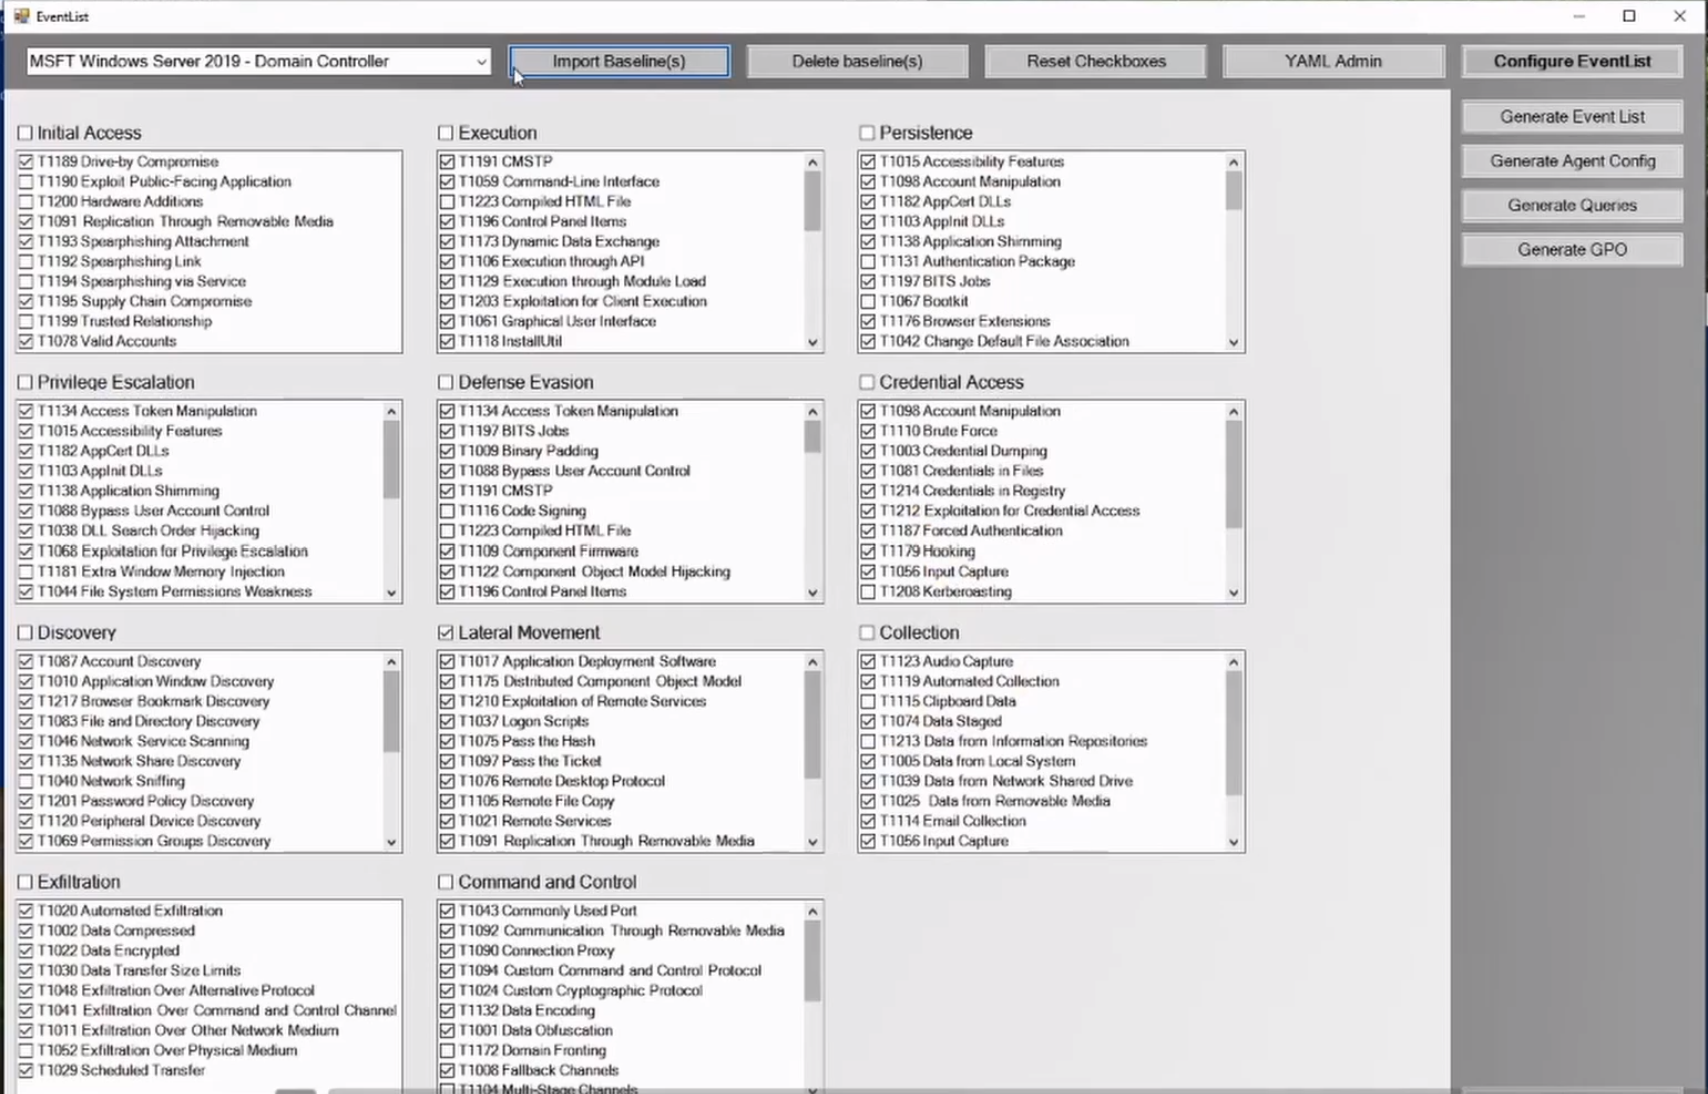 EventList
MSFT Windows Server 2019 - Domain Controller
Import Baseline(s)
Delete baseline(s)
Reset Checkboxes
YAML Admin
Configure EventList
Generate Event List
Generate Agent Config
Generate Queries
Generate GPO
Initial Access
T1189 Drive-by Compromise
T1190 Exploit Public-Facing Application
T1200 Hardware Additions
T1091 Replication Through Removable Media
T1193 Spearphishing Attachment
T1192 Spearphishing Link
T1194 Spearphishing via Service
T1195 Supply Chain Compromise
T1199 Trusted Relationship
T1078 Valid Accounts
Execution
T1191 CMSTP
T1059 Command-Line Interface
T1223 Compiled HTML File
T1196 Control Panel Items
T1173 Dynamic Data Exchange
T1106 Execution through API
T1129 Execution through Module Load
T1203 Exploitation for Client Execution
T1061 Graphical User Interface
T1118 InstallUtil
Persistence
T1015 Accessibility Features
T1098 Account Manipulation
T1182 AppCert DLLs
T1103 AppInit DLLs
T1138 Application Shimming
T1131 Authentication Package
T1197 BITS Jobs
T1067 Bootkit
T1176 Browser Extensions
T1042 Change Default File Association
Privilege Escalation
T1134 Access Token Manipulation
T1015 Accessibility Features
T1182 AppCert DLLs
T1103 AppInit DLLs
T1138 Application Shimming
T1088 Bypass User Account Control
T1038 DLL Search Order Hijacking
T1068 Exploitation for Privilege Escalation
T1181 Extra Window Memory Injection
T1044 File System Permissions Weakness
Defense Evasion
T1134 Access Token Manipulation
T1197 BITS Jobs
T1009 Binary Padding
T1088 Bypass User Account Control
T1191 CMSTP
T1116 Code Signing
T1223 Compiled HTML File
T1109 Component Firmware
T1122 Component Object Model Hijacking
T1196 Control Panel Items
Credential Access
T1098 Account Manipulation
T1110 Brute Force
T1003 Credential Dumping
T1081 Credentials in Files
T1214 Credentials in Registry
T1212 Exploitation for Credential Access
T1187 Forced Authentication
T1179 Hooking
T1056 Input Capture
T1208 Kerberoasting
Discovery
T1087 Account Discovery
T1010 Application Window Discovery
T1217 Browser Bookmark Discovery
T1083 File and Directory Discovery
T1046 Network Service Scanning
T1135 Network Share Discovery
T1040 Network Sniffing
T1201 Password Policy Discovery
T1120 Peripheral Device Discovery
T1069 Permission Groups Discovery
Lateral Movement
T1017 Application Deployment Software
T1175 Distributed Component Object Model
T1210 Exploitation of Remote Services
T1037 Logon Scripts
T1075 Pass the Hash
T1097 Pass the Ticket
T1076 Remote Desktop Protocol
T1105 Remote File Copy
T1021 Remote Services
T1091 Replication Through Removable Media
Collection
T1123 Audio Capture
T1119 Automated Collection
T1115 Clipboard Data
T1074 Data Staged
T1213 Data from Information Repositories
T1005 Data from Local System
T1039 Data from Network Shared Drive
T1025 Data from Removable Media
T1114 Email Collection
T1056 Input Capture
Exfiltration
T1020 Automated Exfiltration
T1002 Data Compressed
T1022 Data Encrypted
T1030 Data Transfer Size Limits
T1048 Exfiltration Over Alternative Protocol
T1041 Exfiltration Over Command and Control Channel
T1011 Exfiltration Over Other Network Medium
T1052 Exfiltration Over Physical Medium
T1029 Scheduled Transfer
Command and Control
T1043 Commonly Used Port
T1092 Communication Through Removable Media
T1090 Connection Proxy
T1094 Custom Command and Control Protocol
T1024 Custom Cryptographic Protocol
T1132 Data Encoding
T1001 Data Obfuscation
T1172 Domain Fronting
T1008 Fallback Channels
T1104 Multi-Stage Channels